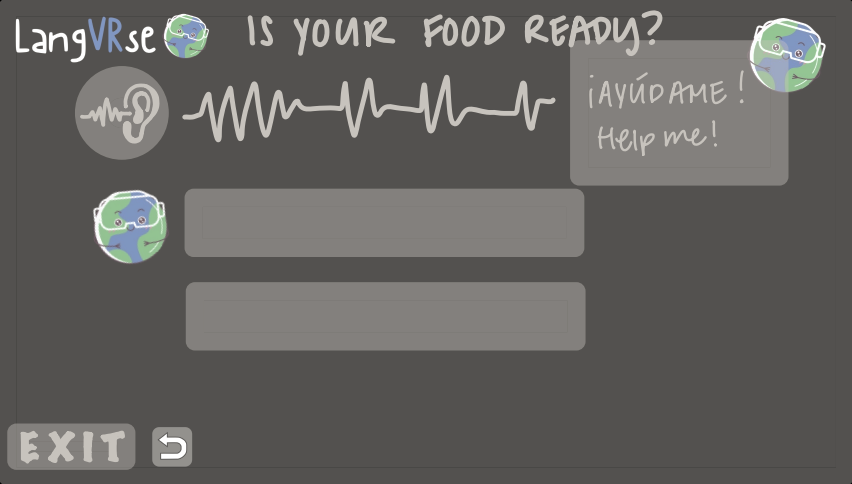 LangVRse
IS YOUR FOOD READY?
¡AYÚDAME!
Help me!
EXIT